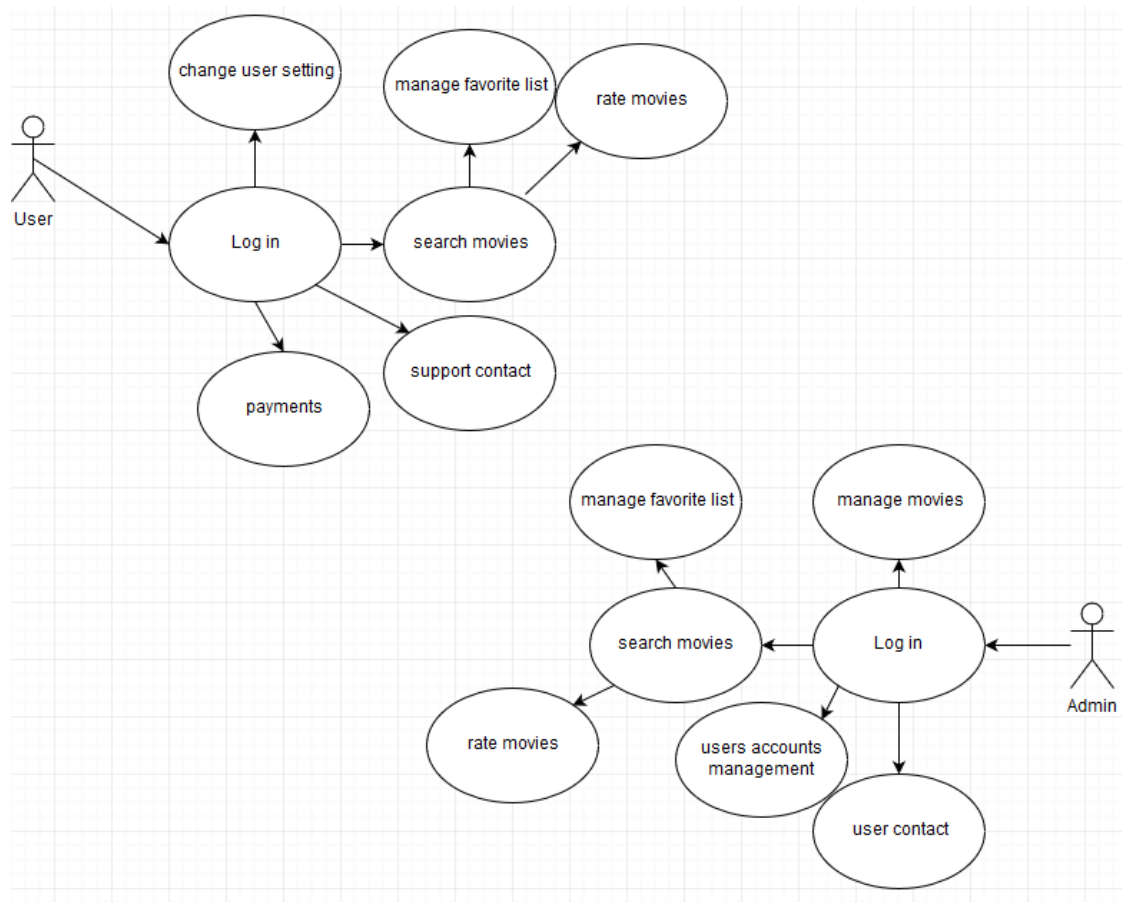 change user setting
manage favorite list
rate movies
User
Log in
search movies
support contact
payments
manage favorite list
manage movies
search movies
Log in
Admin
rate movies
users accounts
management
user contact